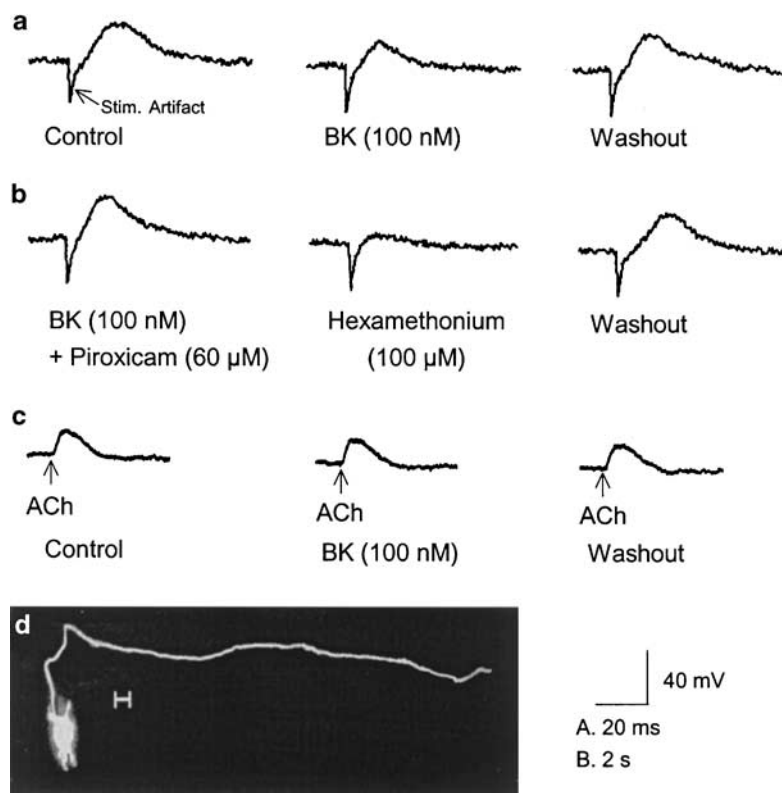 a
Stim. Artifact
Control
BK (100 nM)
Washout
b
BK (100 nM)
+ Piroxicam (60 µM)
Hexamethonium
(100 µM)
Washout
c
ACh
ACh
ACh
Control
BK (100 nM)
Washout
d
40 mV
A. 20 ms
B. 2 s